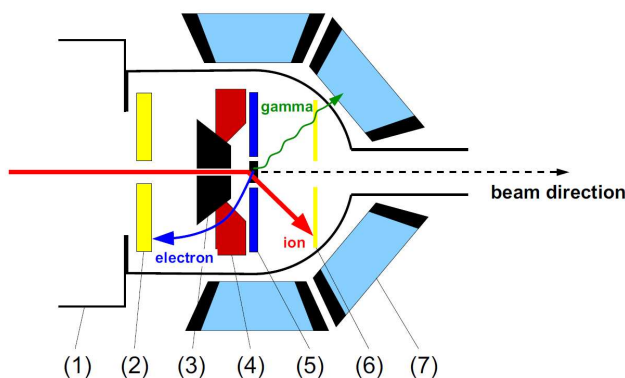 gamma
beam direction
ion
electron
(1) (2) (3) (4) (5) (6) (7)